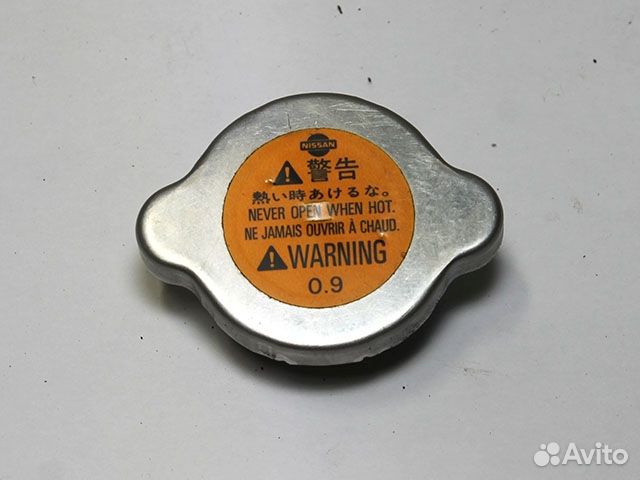 NISSAN
⚠警告
熱い時あけるな。
NEVER OPEN WHEN HOT.
NE JAMAIS OUVRIR À CHAUD.
⚠WARNING
0.9
Avito